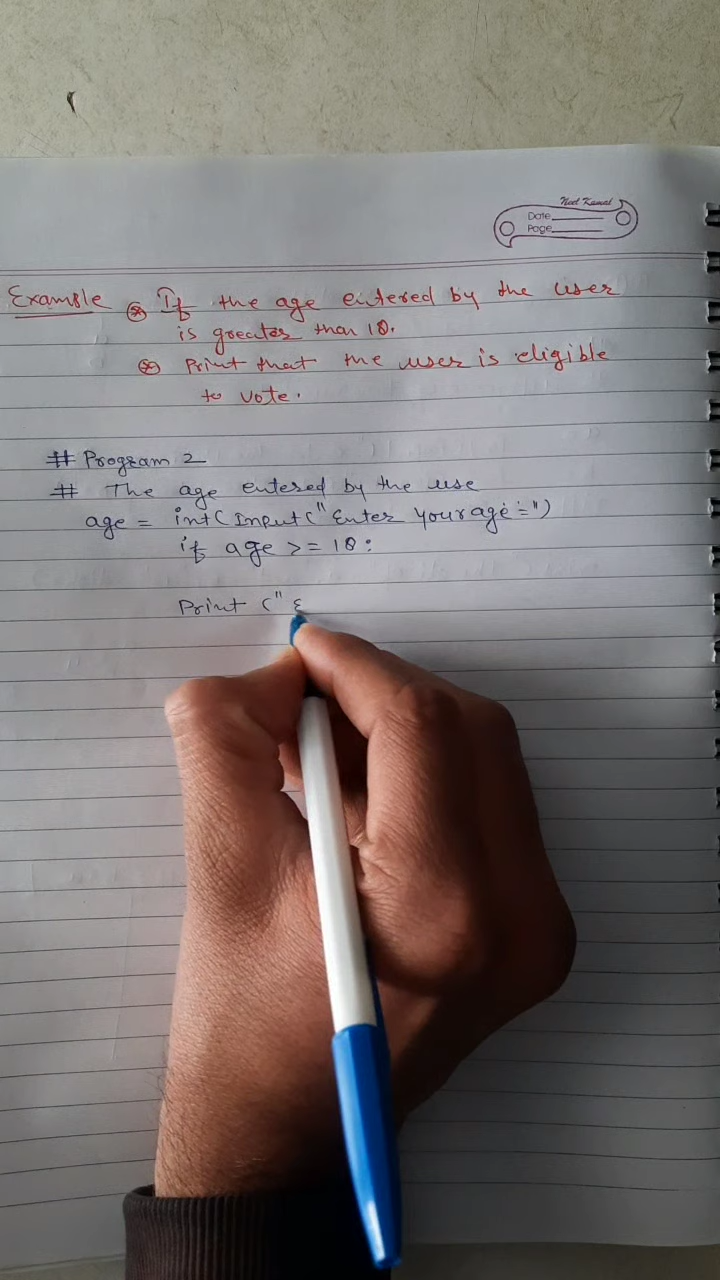 Neel Kamal
Date
Page
Example ⊛ If the age entered by the user
is greater than 18.
⊛ Print that the user is eligible
to vote.
# Program 2
# The age entered by the use
age = int(Input("Enter your age:=")
if age >= 18:
Print ("E